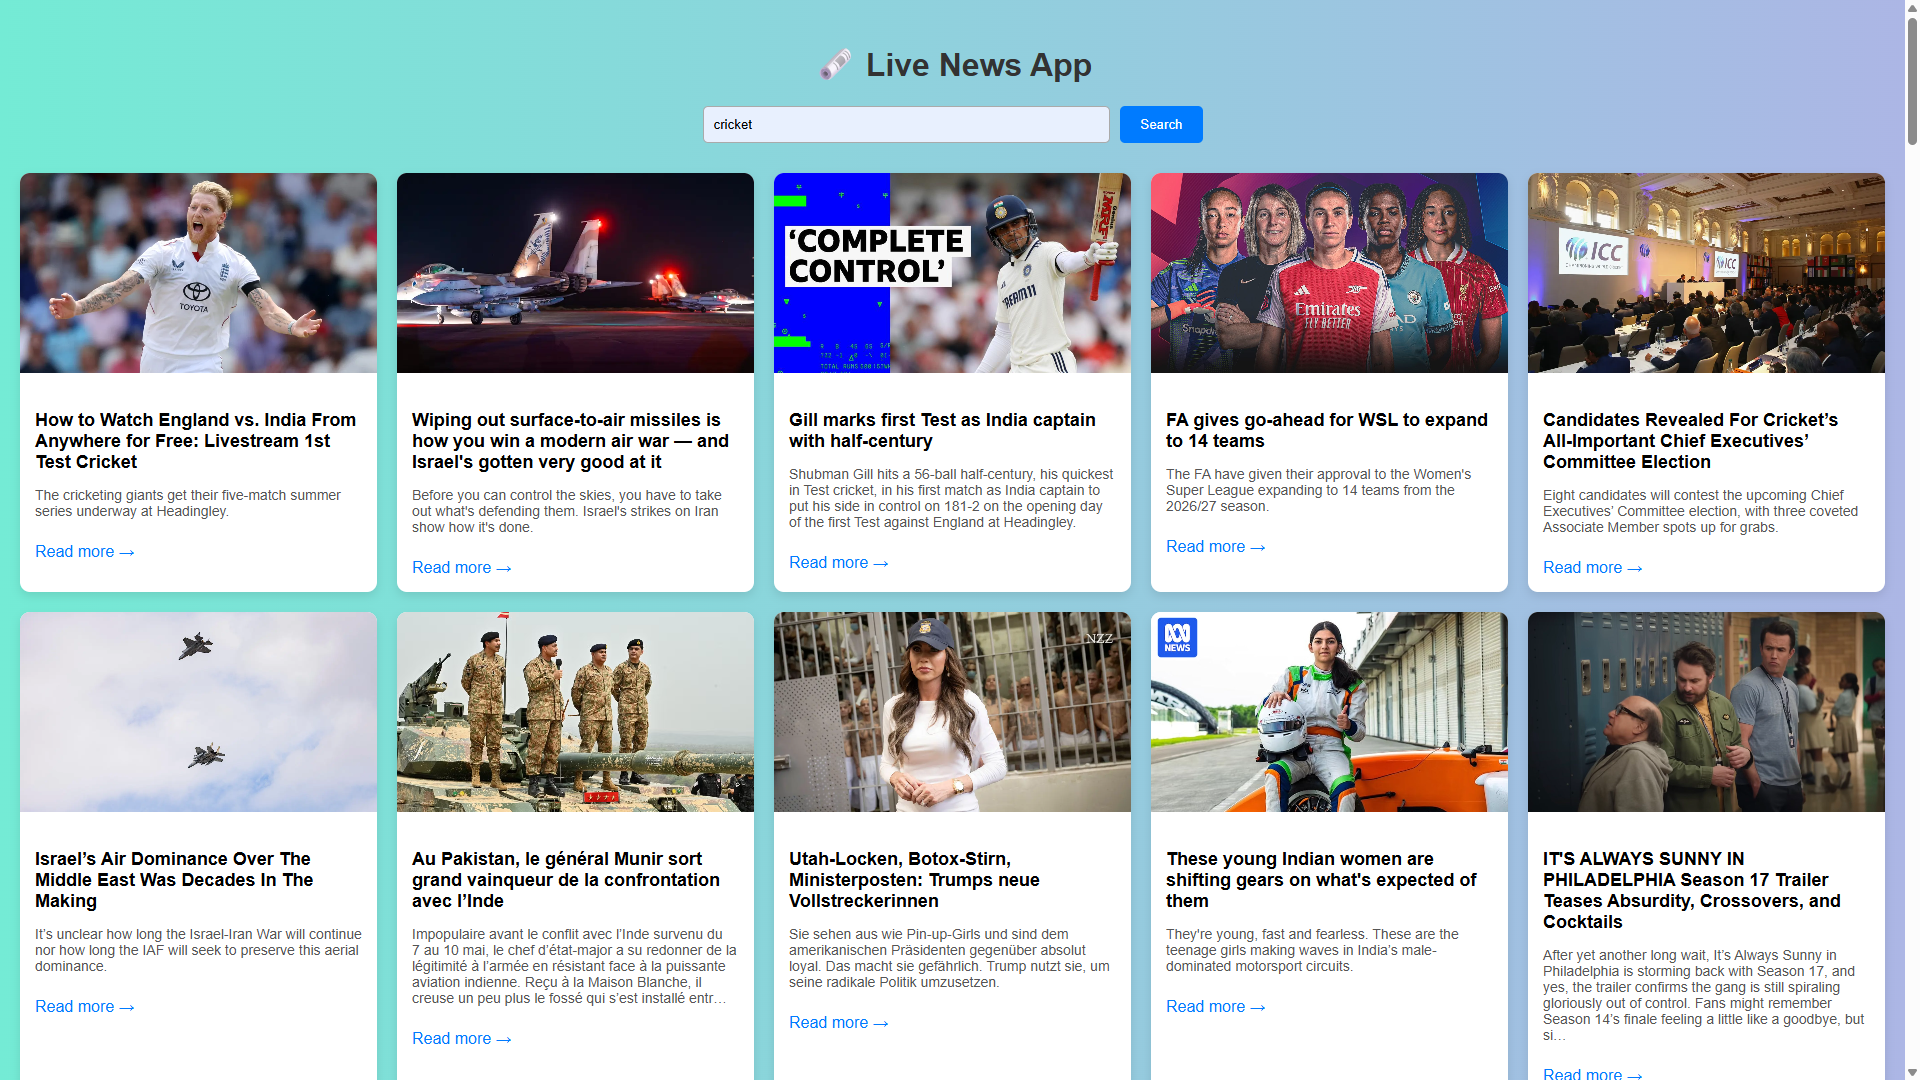 Live News App
cricket
Search
TOYOTA
‘COMPLETE
CONTROL’
DREAM11
Emirates
FLY BETTER
ICC
ICC
How to Watch England vs. India From
Anywhere for Free: Livestream 1st
Test Cricket
The cricketing giants get their five-match summer
series underway at Headingley.
Read more →
Wiping out surface-to-air missiles is
how you win a modern air war — and
Israel's gotten very good at it
Before you can control the skies, you have to take
out what's defending them. Israel's strikes on Iran
show how it's done.
Read more →
Gill marks first Test as India captain
with half-century
Shubman Gill hits a 56-ball half-century, his quickest
in Test cricket, in his first match as India captain to
put his side in control on 181-2 on the opening day
of the first Test against England at Headingley.
Read more →
FA gives go-ahead for WSL to expand
to 14 teams
The FA have given their approval to the Women's
Super League expanding to 14 teams from the
2026/27 season.
Read more →
Candidates Revealed For Cricket’s
All-Important Chief Executives’
Committee Election
Eight candidates will contest the upcoming Chief
Executives’ Committee election, with three coveted
Associate Member spots up for grabs.
Read more →
NZZ
NEWS
Israel’s Air Dominance Over The
Middle East Was Decades In The
Making
It’s unclear how long the Israel-Iran War will continue
nor how long the IAF will seek to preserve this aerial
dominance.
Read more →
Au Pakistan, le général Munir sort
grand vainqueur de la confrontation
avec l’Inde
Impopulaire avant le conflit avec l’Inde survenu du
7 au 10 mai, le chef d’état-major a su redonner de la
légitimité à l’armée en résistant face à la puissante
aviation indienne. Reçu à la Maison Blanche, il
creuse un peu plus le fossé qui s’est installé entr…
Read more →
Utah-Locken, Botox-Stirn,
Ministerposten: Trumps neue
Vollstreckerinnen
Sie sehen aus wie Pin-up-Girls und sind dem
amerikanischen Präsidenten gegenüber absolut
loyal. Das macht sie gefährlich. Trump nutzt sie, um
seine radikale Politik umzusetzen.
Read more →
These young Indian women are
shifting gears on what's expected of
them
They're young, fast and fearless. These are the
teenage girls making waves in India’s male-
dominated motorsport circuits.
Read more →
IT'S ALWAYS SUNNY IN
PHILADELPHIA Season 17 Trailer
Teases Absurdity, Crossovers, and
Cocktails
After yet another long wait, It’s Always Sunny in
Philadelphia is storming back with Season 17, and
yes, the trailer confirms the gang is still spiraling
gloriously out of control. Fans might remember
Season 14’s finale feeling a little like a goodbye, but
si…
Read more →